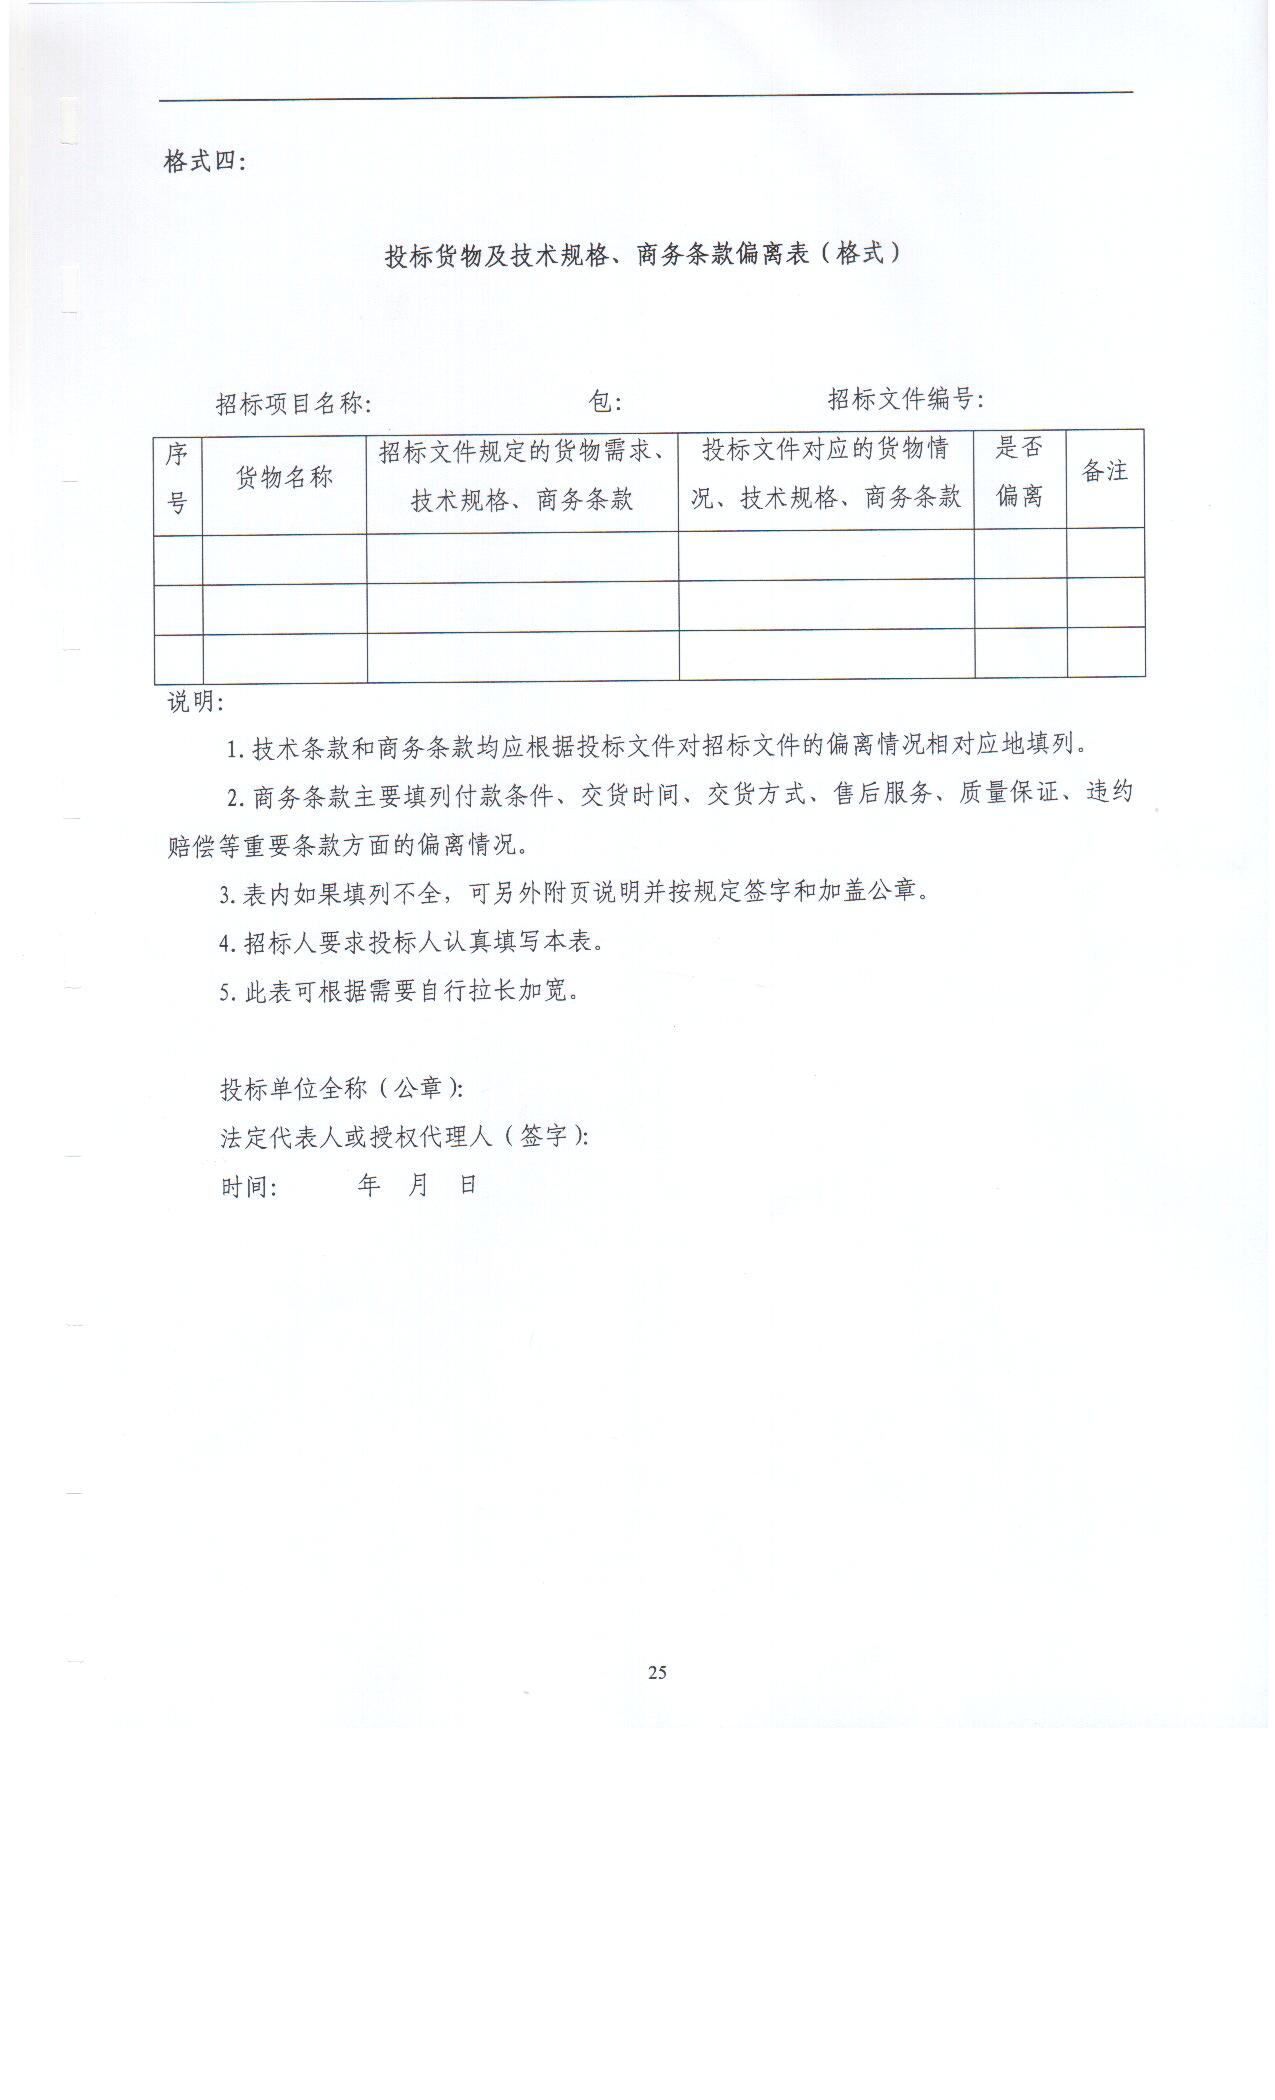 格式四：
投标货物及技术规格、商务条款偏离表（格式）
招标项目名称： 包： 招标文件编号：
序号 货物名称 招标文件规定的货物需求、技术规格、商务条款 投标文件对应的货物情况、技术规格、商务条款 是否偏离 备注
说明：
1.技术条款和商务条款均应根据投标文件对招标文件的偏离情况相对应地填列。
2.商务条款主要填列付款条件、交货时间、交货方式、售后服务、质量保证、违约
赔偿等重要条款方面的偏离情况。
3.表内如果填列不全，可另外附页说明并按规定签字和加盖公章。
4.招标人要求投标人认真填写本表。
5.此表可根据需要自行拉长加宽。
投标单位全称（公章）：
法定代表人或授权代理人（签字）：
时间： 年 月 日
25